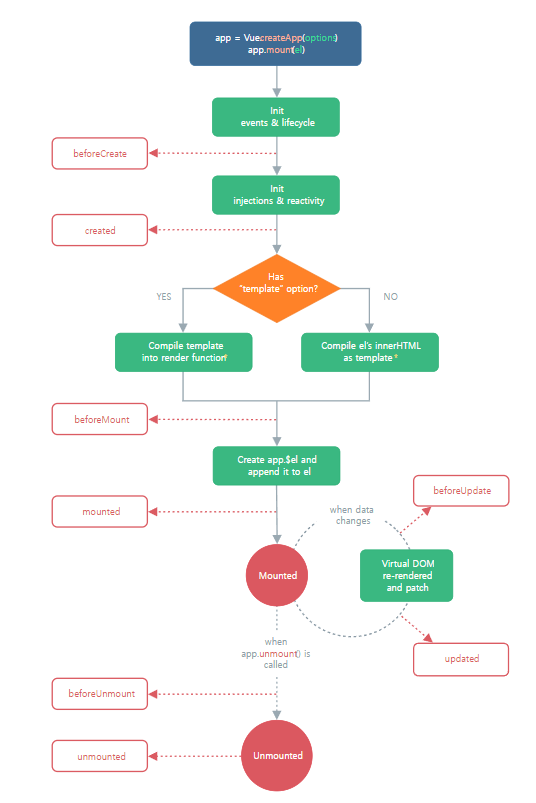 app = Vue.createApp(options)
app.mount(el)
Init
events & lifecycle
beforeCreate
Init
injections & reactivity
created
Has
"template" option?
YES
NO
Compile template
into render function*
Compile el's innerHTML
as template *
beforeMount
Create app.$el and
append it to el
mounted
when data
changes
beforeUpdate
Mounted
Virtual DOM
re-rendered
and patch
updated
when
app.unmount() is
called
beforeUnmount
Unmounted
unmounted